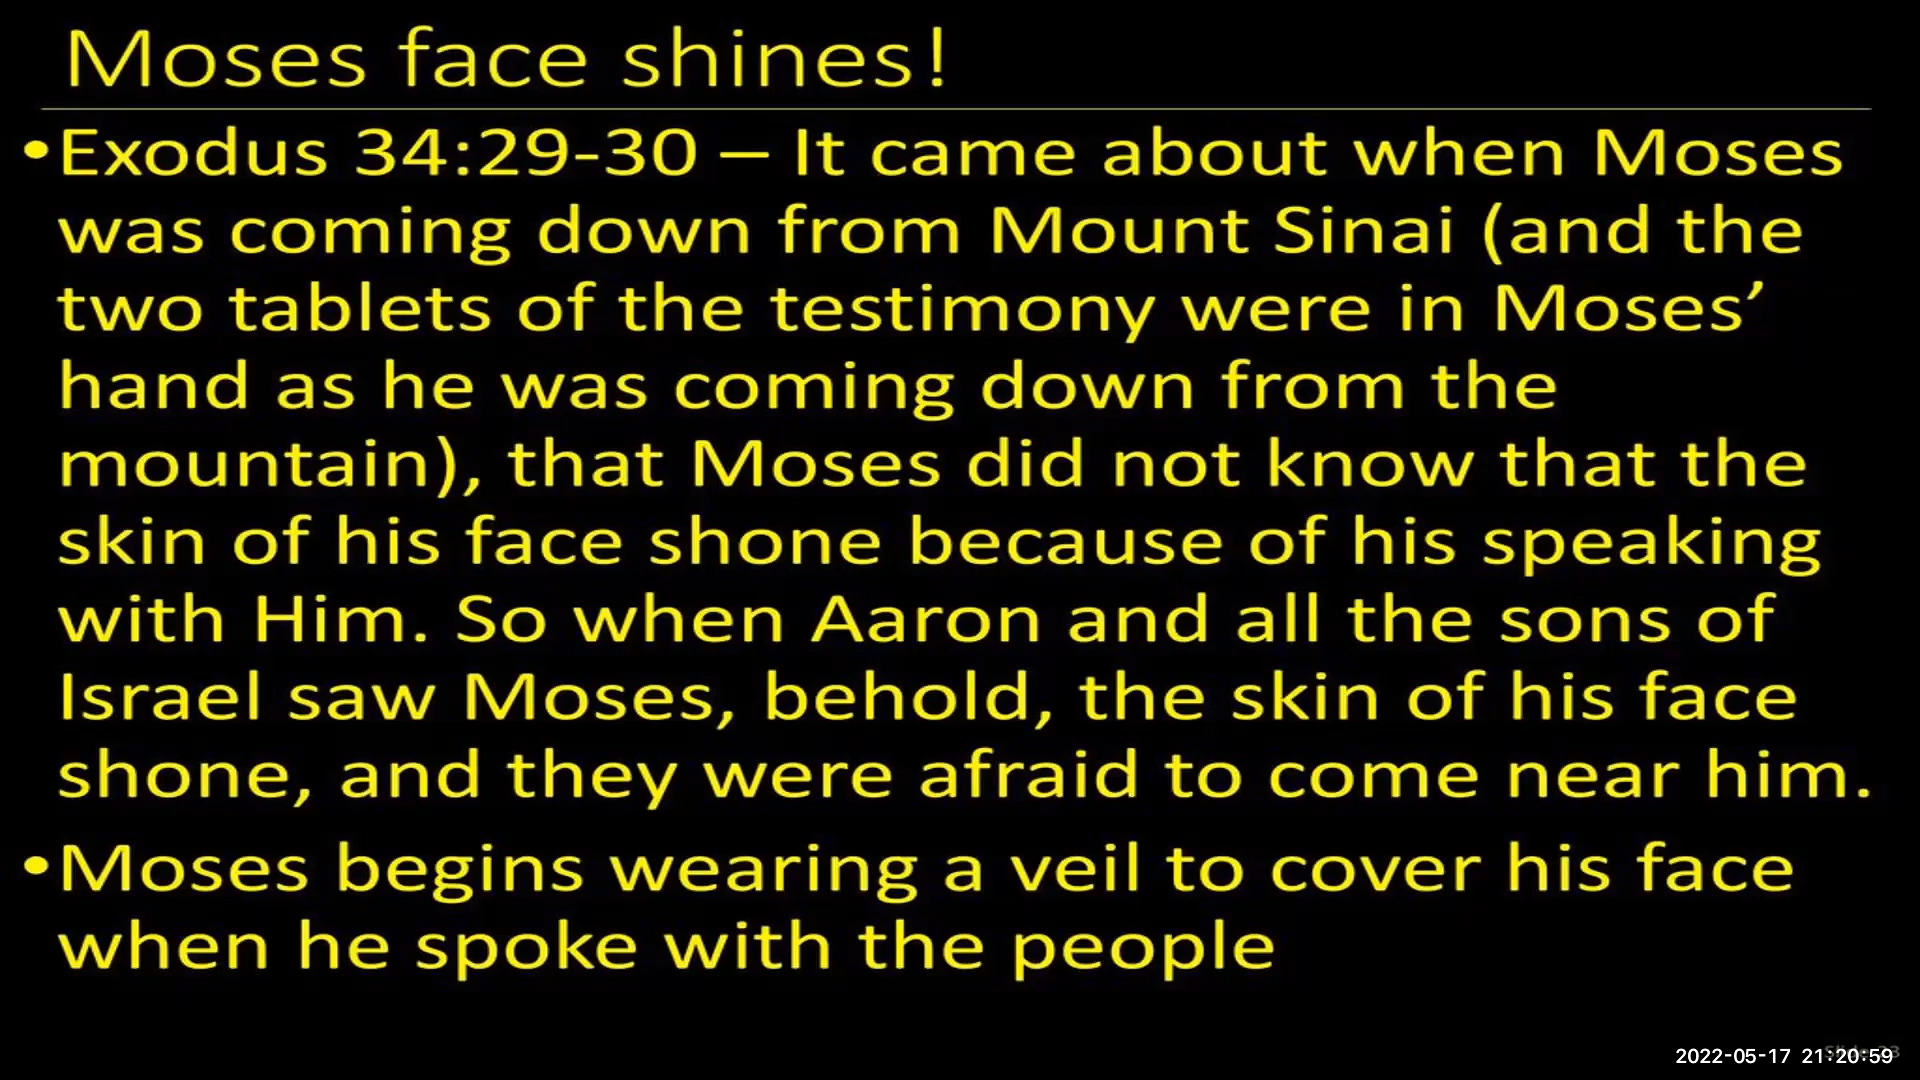 Moses face shines!
•Exodus 34:29-30 – It came about when Moses
was coming down from Mount Sinai (and the
two tablets of the testimony were in Moses’
hand as he was coming down from the
mountain), that Moses did not know that the
skin of his face shone because of his speaking
with Him. So when Aaron and all the sons of
Israel saw Moses, behold, the skin of his face
shone, and they were afraid to come near him.
•Moses begins wearing a veil to cover his face
when he spoke with the people
2022-05-17 21:20:59